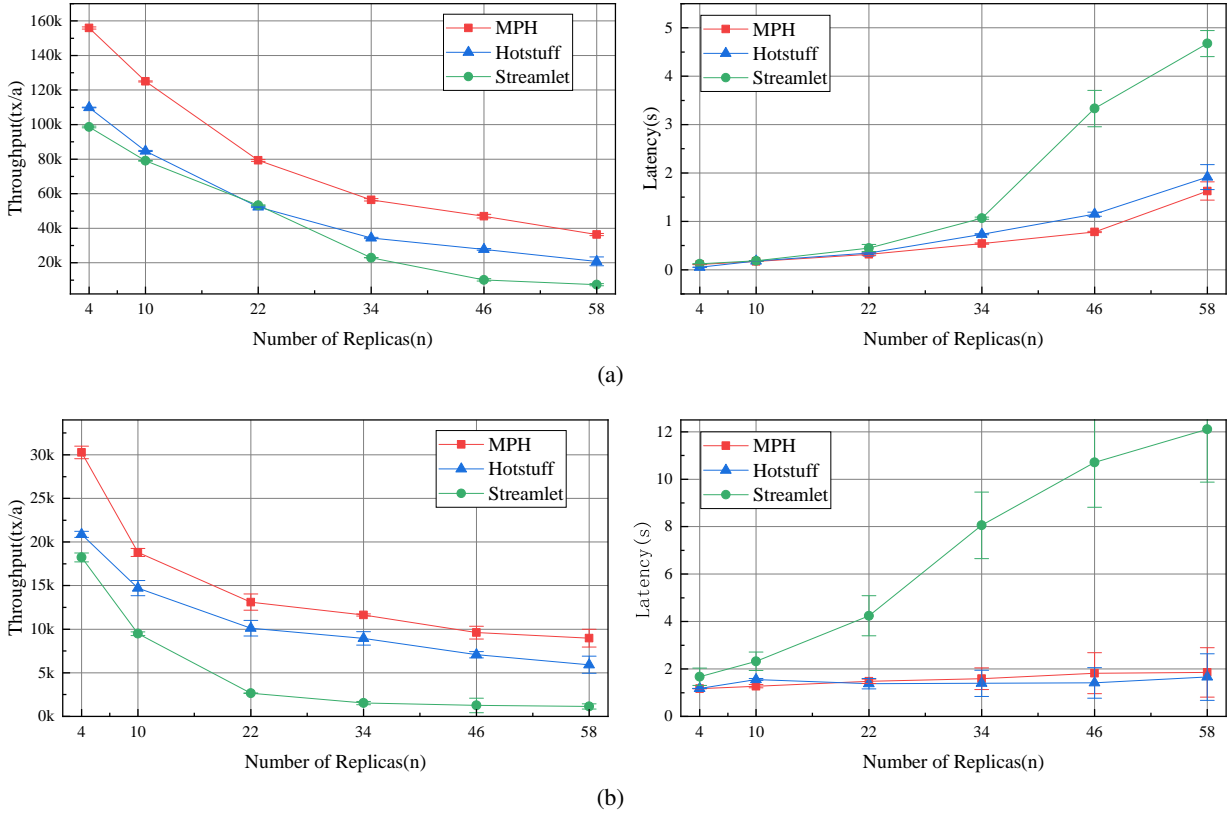 160k
140k
120k
100k
80k
60k
40k
20k
Throughput(tx/a)
MPH
Hotstuff
Streamlet
4
10
22
34
46
58
Number of Replicas(n)
5
4
3
2
1
0
Latency(s)
MPH
Hotstuff
Streamlet
4
10
22
34
46
58
Number of Replicas(n)
(a)
30k
25k
20k
15k
10k
5k
0k
Throughput(tx/a)
MPH
Hotstuff
Streamlet
4
10
22
34
46
58
Number of Replicas(n)
12
10
8
6
4
2
0
Latency(s)
MPH
Hotstuff
Streamlet
4
10
22
34
46
58
Number of Replicas(n)
(b)